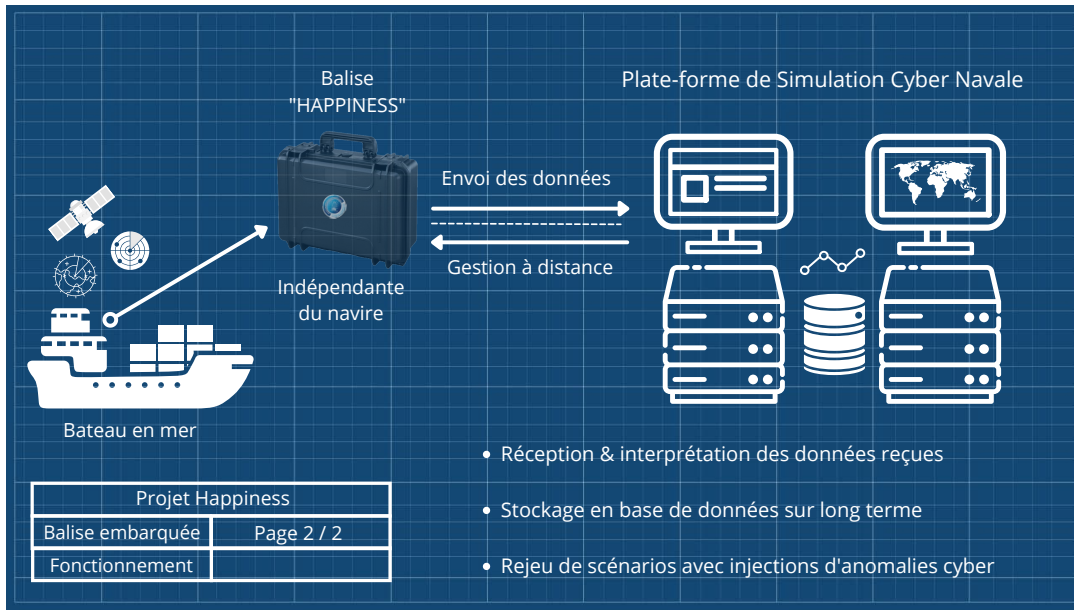 Balise
"HAPPINESS"
Plate-forme de Simulation Cyber Navale
Envoi des données
Gestion à distance
Indépendante
du navire
Bateau en mer
• Réception & interprétation des données reçues
• Stockage en base de données sur long terme
• Rejeu de scénarios avec injections d'anomalies cyber
Projet Happiness
Balise embarquée Page 2 / 2
Fonctionnement